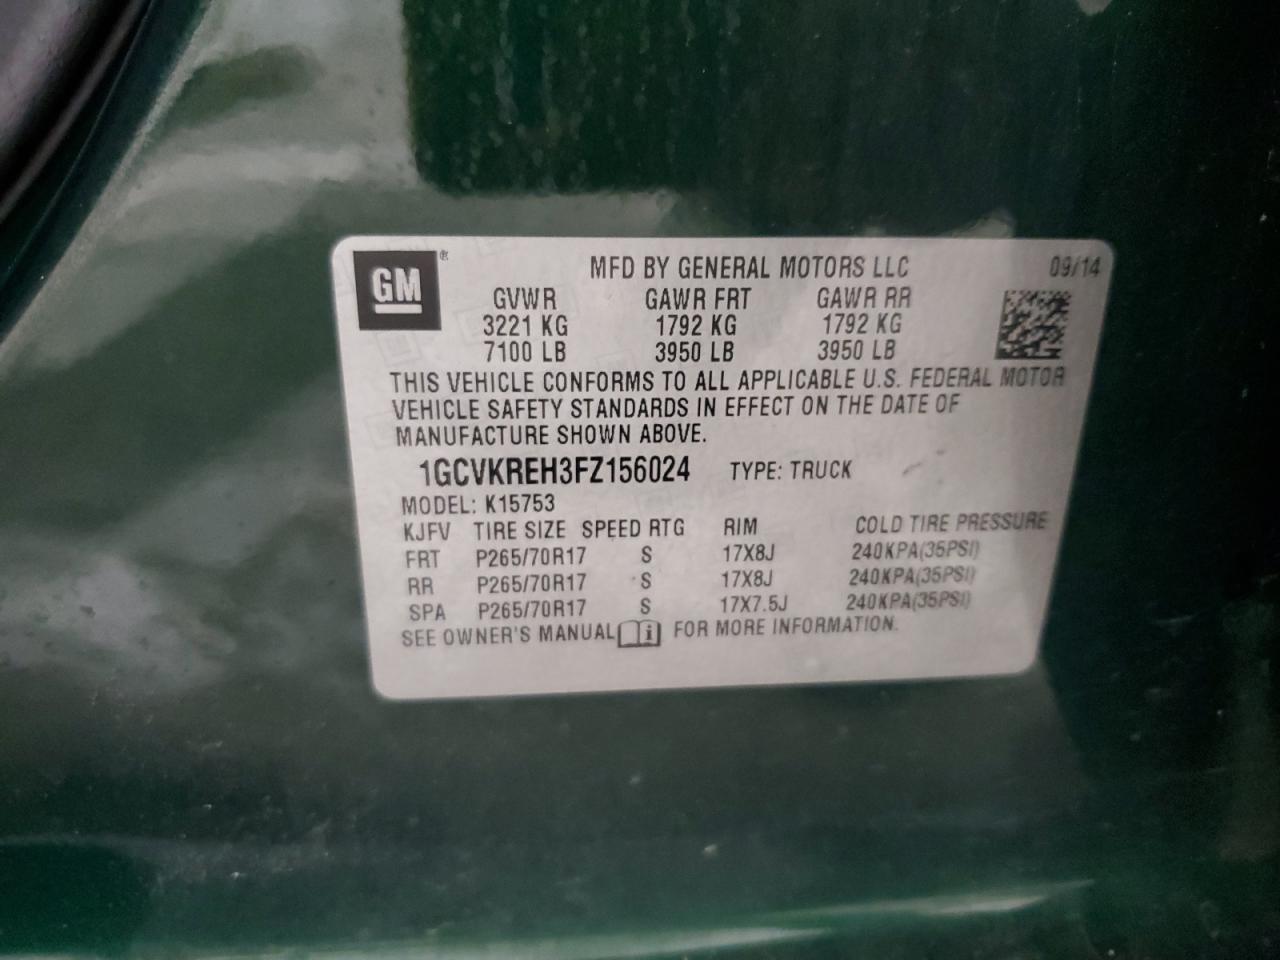 GM ®
MFD BY GENERAL MOTORS LLC 09/14
GVWR GAWR FRT GAWR RR
3221 KG 1792 KG 1792 KG
7100 LB 3950 LB 3950 LB
THIS VEHICLE CONFORMS TO ALL APPLICABLE U.S. FEDERAL MOTOR
VEHICLE SAFETY STANDARDS IN EFFECT ON THE DATE OF
MANUFACTURE SHOWN ABOVE.
1GCVKREH3FZ156024 TYPE: TRUCK
MODEL: K15753
KJFV TIRE SIZE SPEED RTG RIM COLD TIRE PRESSURE
FRT P265/70R17 S 17X8J 240KPA(35PSI)
RR P265/70R17 S 17X8J 240KPA(35PSI)
SPA P265/70R17 S 17X7.5J 240KPA(35PSI)
SEE OWNER'S MANUAL i FOR MORE INFORMATION.